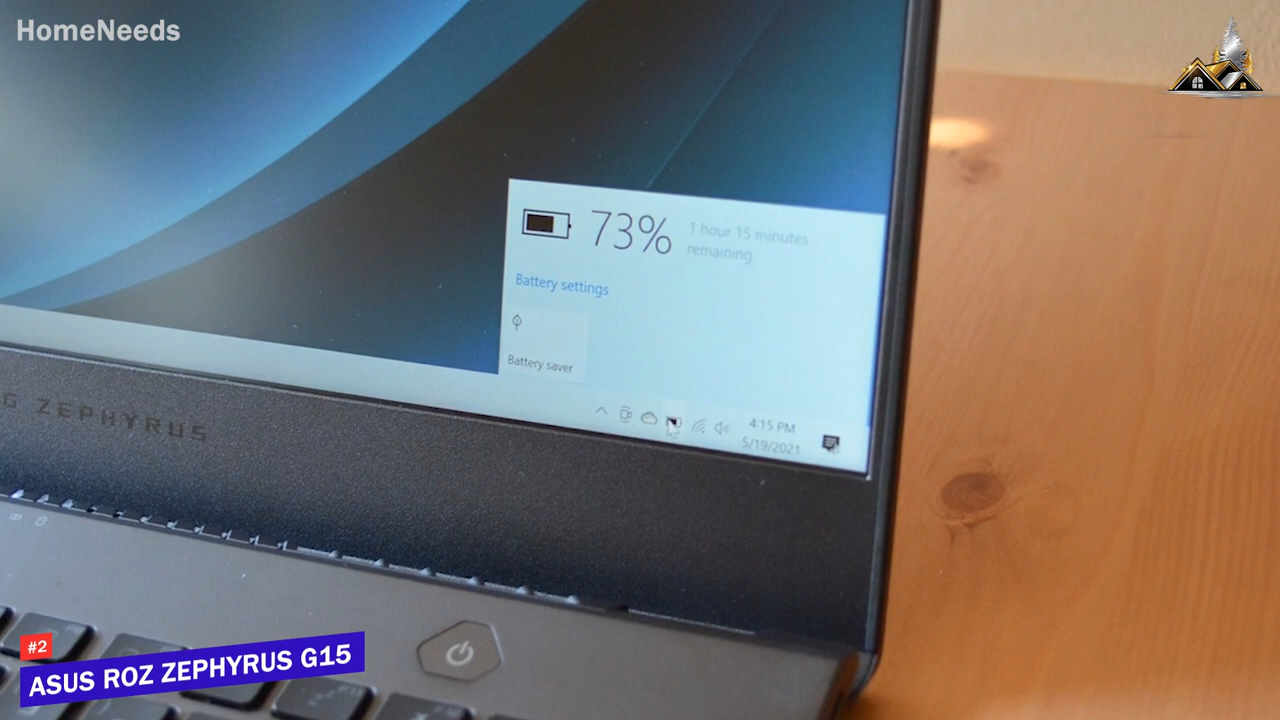 HomeNeeds
73%
1 hour 15 minutes
remaining
Battery settings
Battery saver
4:15 PM
5/19/2021
G ZEPHYRUS
#2
ASUS ROZ ZEPHYRUS G15